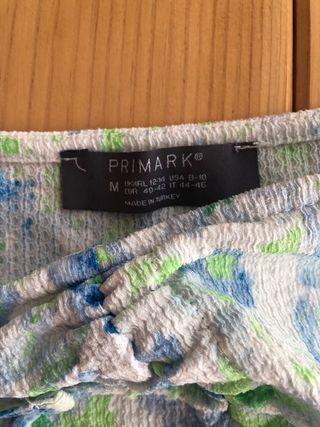 PRIMARK®
M UK/IRL 12-14 USA 8-10
EUR 40-42 IT 44-46
MADE IN TURKEY